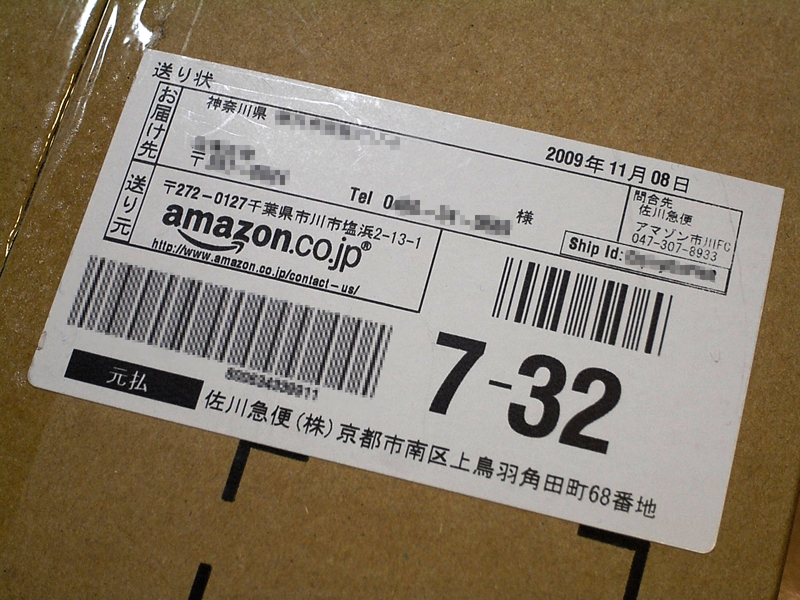 送り状
お届け先
神奈川県
2009年11月08日
〒
Tel 0
様
送り元
〒272-0127千葉県市川市塩浜2-13-1
amazon.co.jp®
http://www.amazon.co.jp/contact-us/
問合先
佐川急便
アマゾン市川FC
047-307-8933
Ship Id:
7-32
元払
佐川急便(株)京都市南区上鳥羽角田町68番地